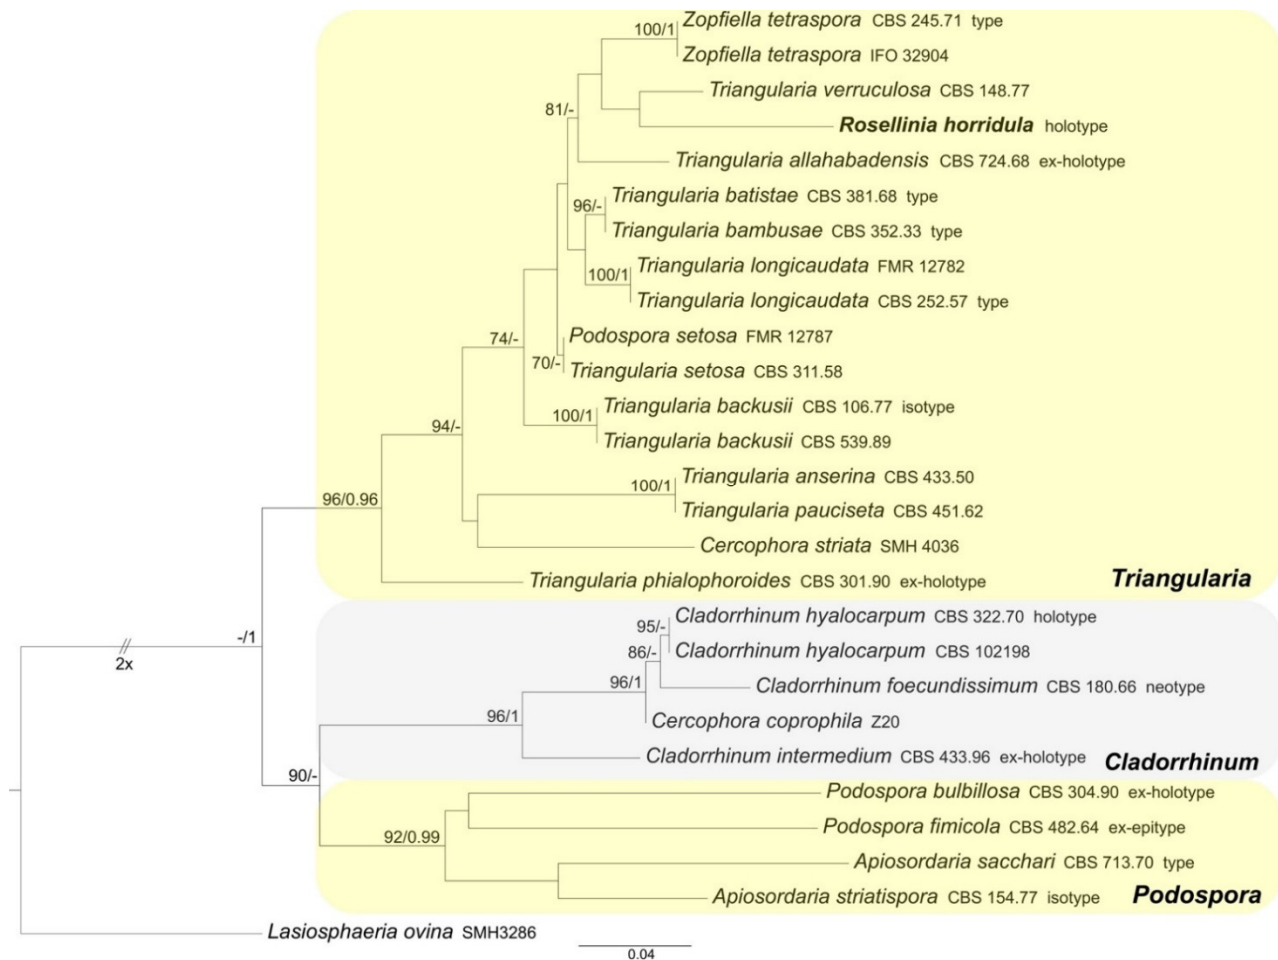 Zopfiella tetraspora CBS 245.71 type
100/1
Zopfiella tetraspora IFO 32904
Triangularia verruculosa CBS 148.77
81/-
Rosellinia horridula holotype
Triangularia allahabadensis CBS 724.68 ex-holotype
Triangularia batistae CBS 381.68 type
96/-
Triangularia bambusae CBS 352.33 type
Triangularia longicaudata FMR 12782
100/1
Triangularia longicaudata CBS 252.57 type
74/-
Podospora setosa FMR 12787
70/-
Triangularia setosa CBS 311.58
Triangularia backusii CBS 106.77 isotype
100/1
94/-
Triangularia backusii CBS 539.89
Triangularia anserina CBS 433.50
100/1
96/0.96
Triangularia pauciseta CBS 451.62
Cercophora striata SMH 4036
Triangularia phialophoroides CBS 301.90 ex-holotype
Triangularia
Cladorrhinum hyalocarpum CBS 322.70 holotype
95/-
-/1
86/-
Cladorrhinum hyalocarpum CBS 102198
2x
96/1
Cladorrhinum foecundissimum CBS 180.66 neotype
96/1
Cercophora coprophila Z20
Cladorrhinum intermedium CBS 433.96 ex-holotype
Cladorrhinum
90/-
Podospora bulbillosa CBS 304.90 ex-holotype
Podospora fimicola CBS 482.64 ex-epitype
92/0.99
Apiosordaria sacchari CBS 713.70 type
Apiosordaria striatispora CBS 154.77 isotype
Podospora
Lasiosphaeria ovina SMH3286
0.04